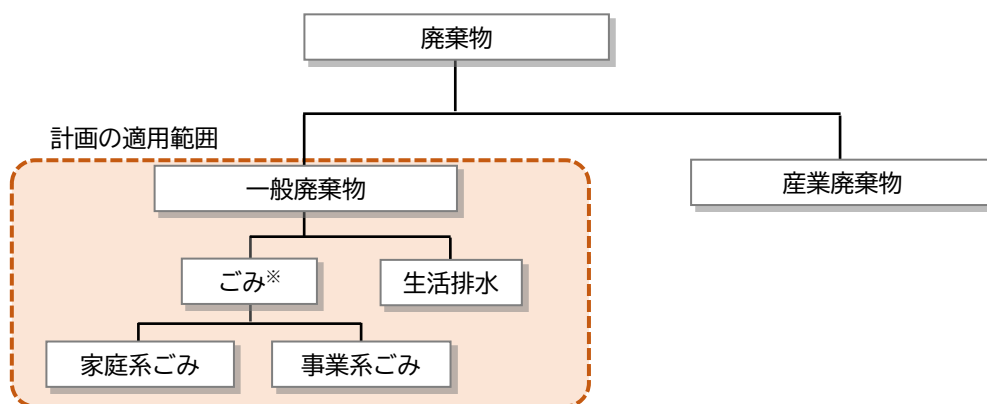 廃棄物
計画の適用範囲
一般廃棄物
産業廃棄物
ごみ※
生活排水
家庭系ごみ
事業系ごみ